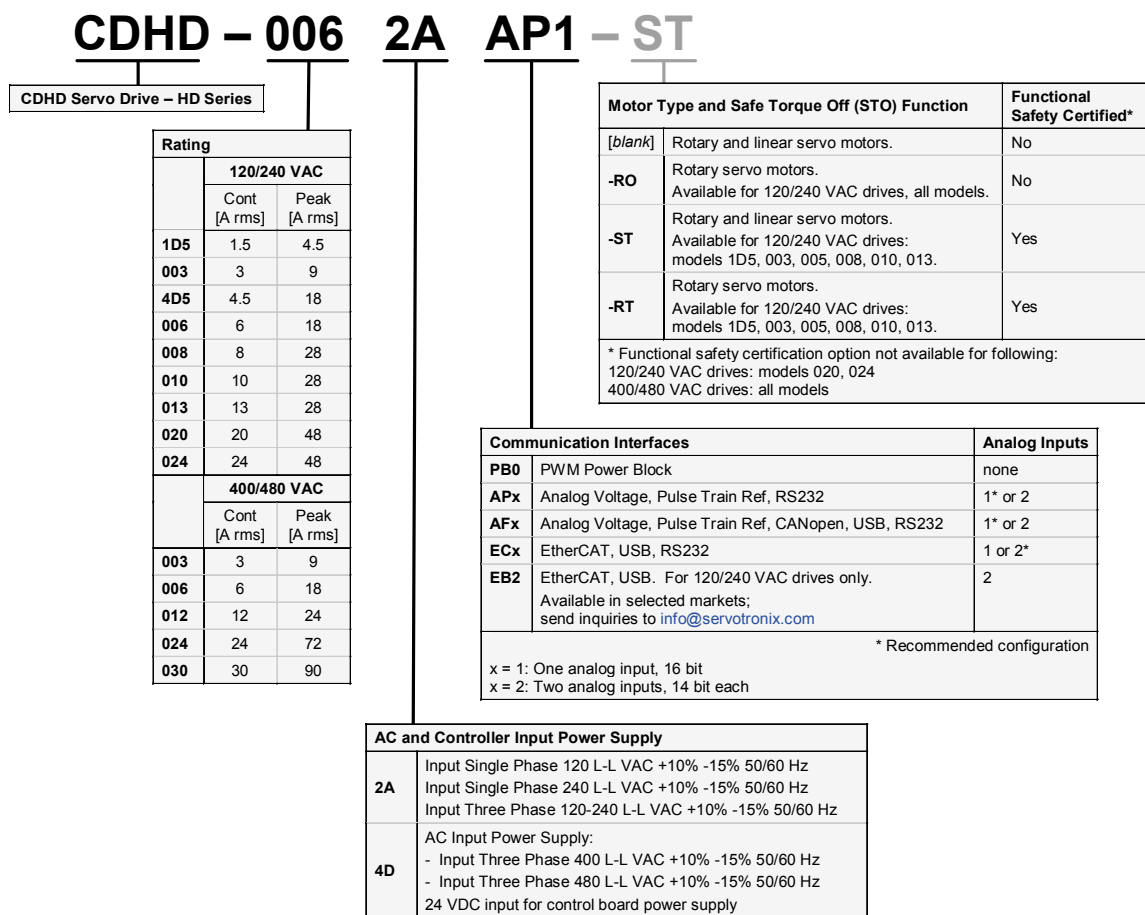 CDHD – 006 2A AP1 – ST
CDHD Servo Drive – HD Series
Rating
120/240 VAC
Cont [A rms] Peak [A rms]
1D5 1.5 4.5
003 3 9
4D5 4.5 18
006 6 18
008 8 28
010 10 28
013 13 28
020 20 48
024 24 48
400/480 VAC
Cont [A rms] Peak [A rms]
003 3 9
006 6 18
012 12 24
024 24 72
030 30 90
Motor Type and Safe Torque Off (STO) Function Functional Safety Certified*
[blank] Rotary and linear servo motors. No
-RO Rotary servo motors.
Available for 120/240 VAC drives, all models. No
-ST Rotary and linear servo motors.
Available for 120/240 VAC drives:
models 1D5, 003, 005, 008, 010, 013. Yes
-RT Rotary servo motors.
Available for 120/240 VAC drives:
models 1D5, 003, 005, 008, 010, 013. Yes
* Functional safety certification option not available for following:
120/240 VAC drives: models 020, 024
400/480 VAC drives: all models
Communication Interfaces Analog Inputs
PB0 PWM Power Block none
APx Analog Voltage, Pulse Train Ref, RS232 1* or 2
AFx Analog Voltage, Pulse Train Ref, CANopen, USB, RS232 1* or 2
ECx EtherCAT, USB, RS232 1 or 2*
EB2 EtherCAT, USB. For 120/240 VAC drives only. 2
Available in selected markets;
send inquiries to info@servotronix.com
* Recommended configuration
x = 1: One analog input, 16 bit
x = 2: Two analog inputs, 14 bit each
AC and Controller Input Power Supply
2A Input Single Phase 120 L-L VAC +10% -15% 50/60 Hz
Input Single Phase 240 L-L VAC +10% -15% 50/60 Hz
Input Three Phase 120-240 L-L VAC +10% -15% 50/60 Hz
4D AC Input Power Supply:
- Input Three Phase 400 L-L VAC +10% -15% 50/60 Hz
- Input Three Phase 480 L-L VAC +10% -15% 50/60 Hz
24 VDC input for control board power supply